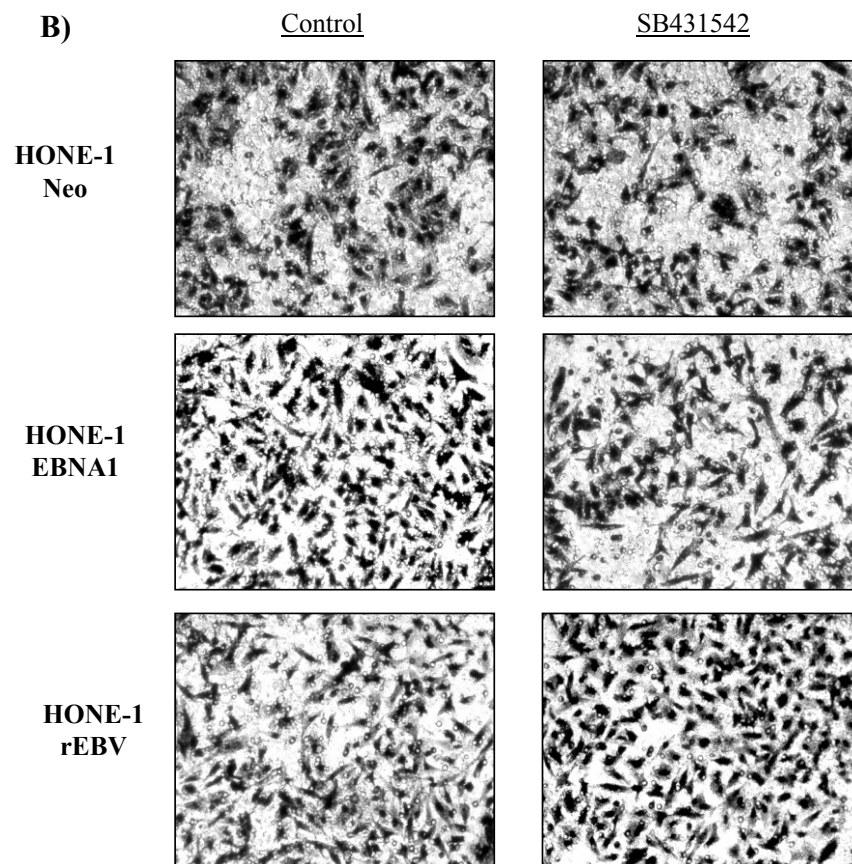 B)
Control
SB431542
HONE-1
Neo
HONE-1
EBNA1
HONE-1
rEBV